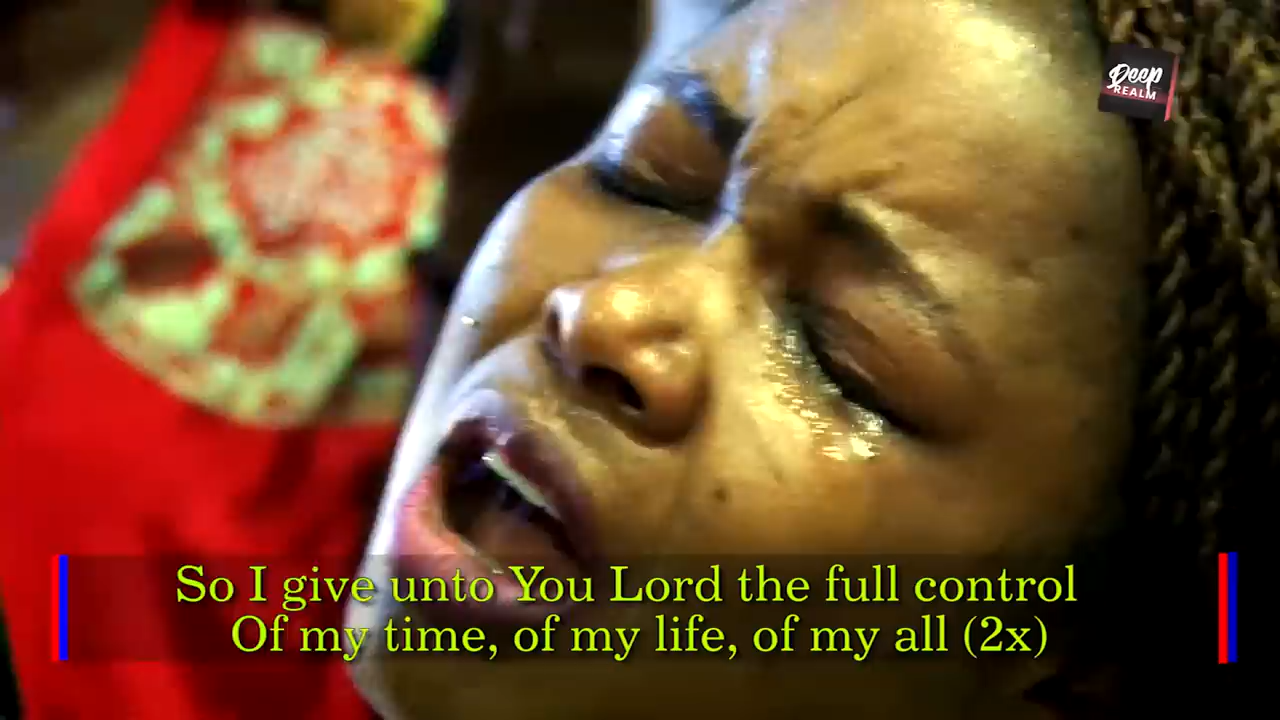 Deep
REALM
So I give unto You Lord the full control
Of my time, of my life, of my all (2x)